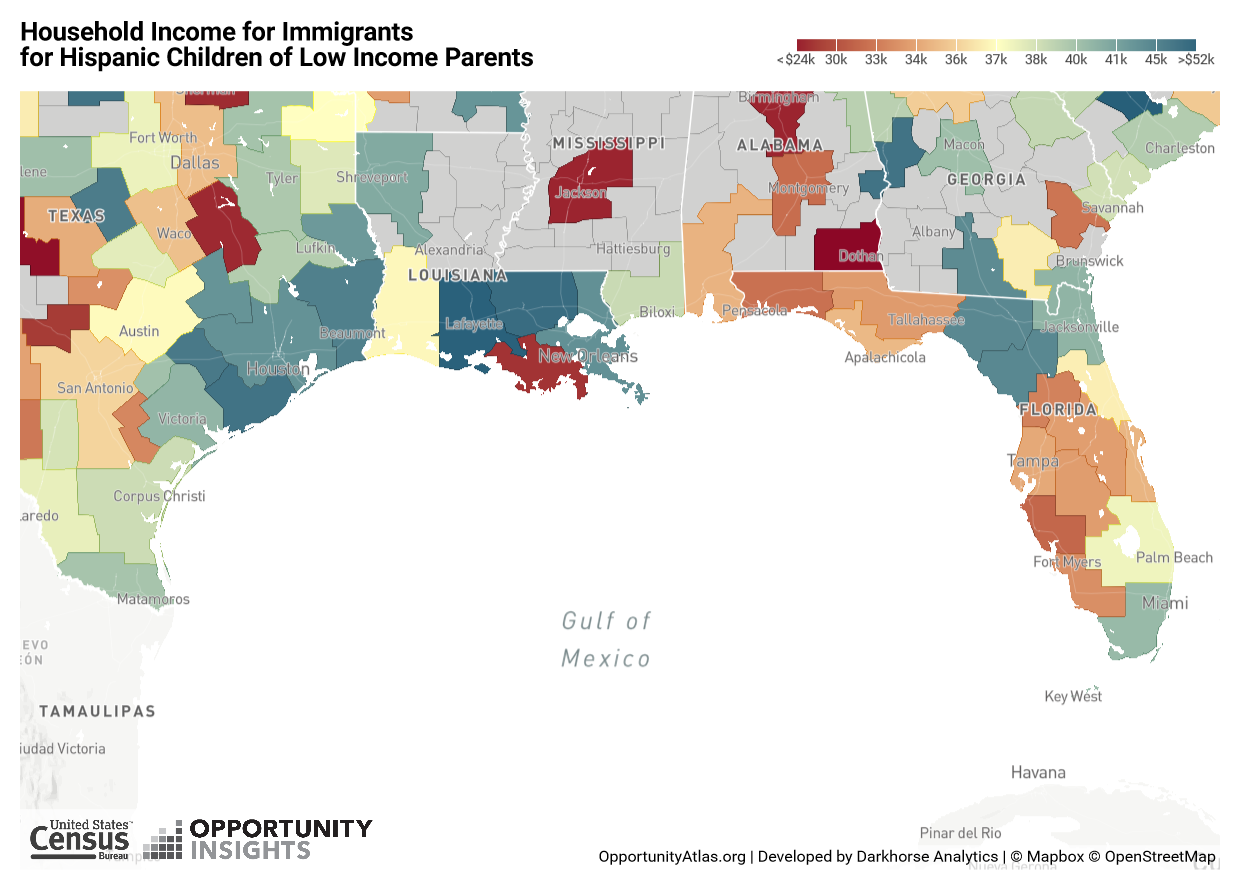 Household Income for Immigrants
for Hispanic Children of Low Income Parents
<$24k 30k 33k 34k 36k 37k 38k 40k 41k 45k >$52k
Sherman
Birmingham
Fort Worth
MISSISSIPPI
ALABAMA
Macon
Charleston
Dallas
lene
Tyler
Shreveport
Jackson
Montgomery
GEORGIA
TEXAS
Savannah
Waco
Albany
Lufkin
Alexandria
Hattiesburg
Dothan
Brunswick
LOUISIANA
Biloxi
Pensacola
Tallahassee
Jacksonville
Austin
Beaumont
Lafayette
New Orleans
Apalachicola
Houston
San Antonio
Victoria
FLORIDA
Tampa
Corpus Christi
aredo
Fort Myers
Palm Beach
Matamoros
Miami
Gulf of
Mexico
EVO
EÓN
Key West
TAMAULIPAS
iudad Victoria
Havana
Pinar del Rio
United States™
Census
Bureau
OPPORTUNITY
INSIGHTS
OpportunityAtlas.org | Developed by Darkhorse Analytics | © Mapbox © OpenStreetMap
Nueva Gerona